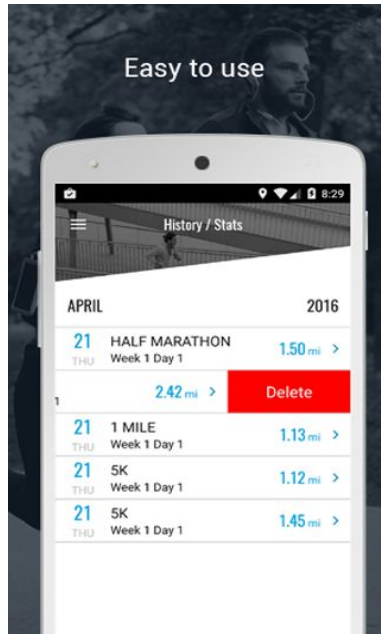 Easy to use
8:29
History / Stats
APRIL 2016
21 HALF MARATHON
THU Week 1 Day 1 1.50 mi >
1 2.42 mi > Delete
21 1 MILE
THU Week 1 Day 1 1.13 mi >
21 5K
THU Week 1 Day 1 1.12 mi >
21 5K
THU Week 1 Day 1 1.45 mi >